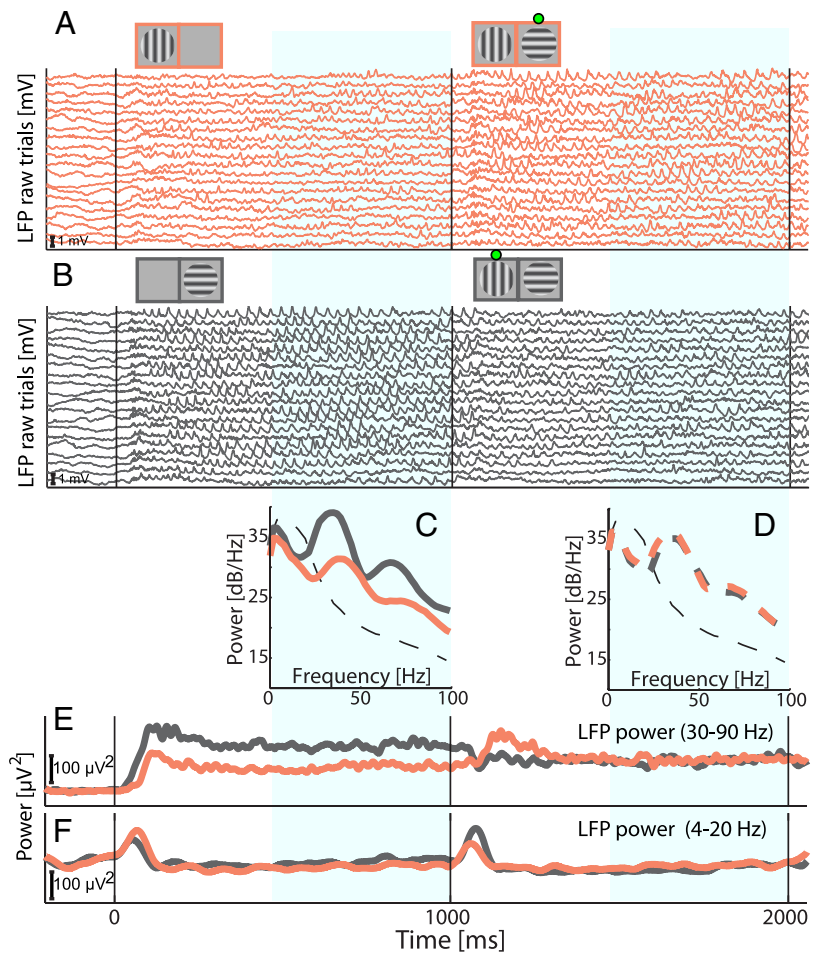 A
LFP raw trials [mV]
1 mV
B
LFP raw trials [mV]
1 mV
C
Power [dB/Hz]
35
25
15
Frequency [Hz]
0
50
100
D
Power [dB/Hz]
35
25
15
Frequency [Hz]
0
50
100
E
LFP power (30-90 Hz)
100 μV²
Power [μV²]
F
LFP power (4-20 Hz)
100 μV²
0
1000
2000
Time [ms]